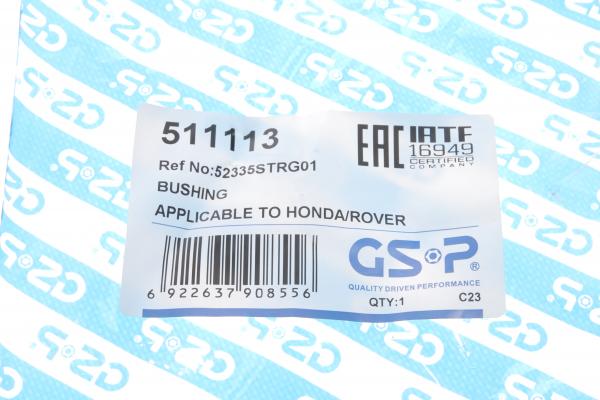 511113
Ref No:52335STRG01
BUSHING
APPLICABLE TO HONDA/ROVER
6 922637 908556
EAC IATF
16949
CERTIFIED
COMPANY
GS•P®
QUALITY DRIVEN PERFORMANCE
QTY:1 C23